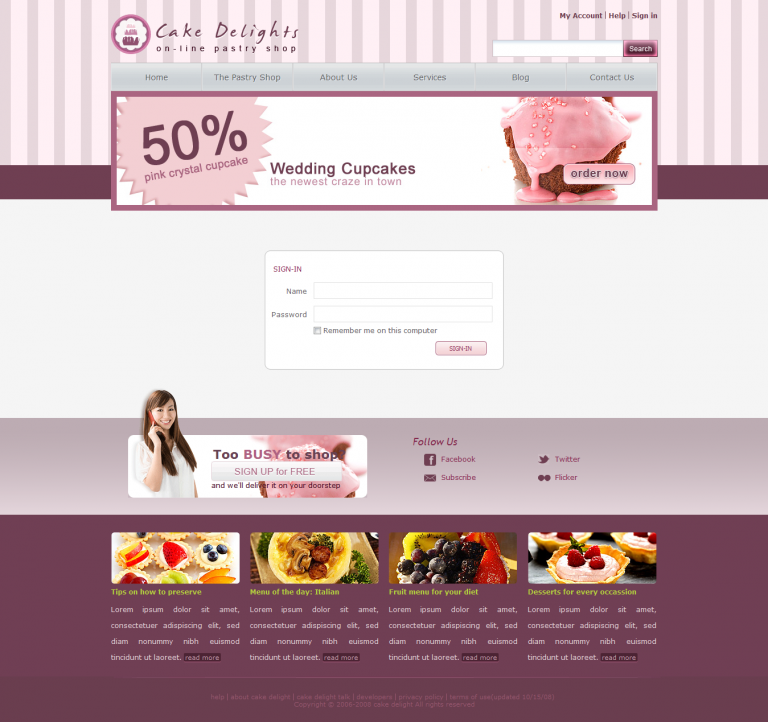 My Account | Help | Sign in
Cake Delights
on-line pastry shop
Search
Home The Pastry Shop About Us Services Blog Contact Us
50%
pink crystal cupcake
Wedding Cupcakes
the newest craze in town
order now
SIGN-IN
Name
Password
Remember me on this computer
SIGN-IN
Too BUSY to shop
SIGN UP for FREE
and we'll deliver it on your doorstep
Follow Us
Facebook Twitter
Subscribe Flicker
Tips on how to preserve
Lorem ipsum dolor sit amet,
consectetuer adipiscing elit, sed
diam nonummy nibh euismod
tincidunt ut laoreet. read more
Menu of the day: Italian
Lorem ipsum dolor sit amet,
consectetuer adipiscing elit, sed
diam nonummy nibh euismod
tincidunt ut laoreet. read more
Fruit menu for your diet
Lorem ipsum dolor sit amet,
consectetuer adipiscing elit, sed
diam nonummy nibh euismod
tincidunt ut laoreet. read more
Desserts for every occassion
Lorem ipsum dolor sit amet,
consectetuer adipiscing elit, sed
diam nonummy nibh euismod
tincidunt ut laoreet. read more
help | about cake delight | cake delight talk | developers | privacy policy | terms of use(updated
Copyright © cake delight All rights reserved